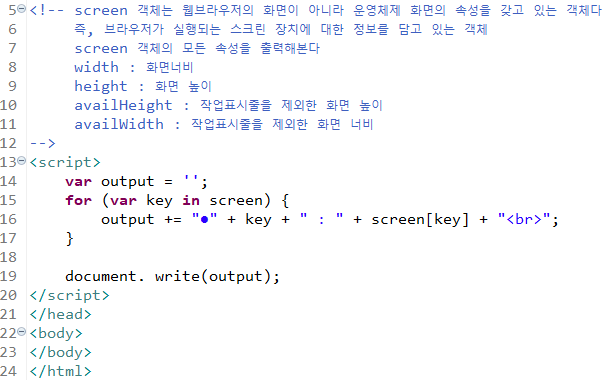 5 <!-- screen 객체는 웹브라우저의 화면이 아니라 운영체제 화면의 속성을 갖고 있는 객체다
6 즉, 브라우저가 실행되는 스크린 장치에 대한 정보를 담고 있는 객체
7 screen 객체의 모든 속성을 출력해본다
8 width : 화면너비
9 height : 화면 높이
10 availHeight : 작업표시줄을 제외한 화면 높이
11 availWidth : 작업표시줄을 제외한 화면 너비
12 -->
13 <script>
14 var output = '';
15 for (var key in screen) {
16 output += "●" + key + " : " + screen[key] + "<br>";
17 }
18
19 document. write(output);
20 </script>
21 </head>
22 <body>
23 </body>
24 </html>